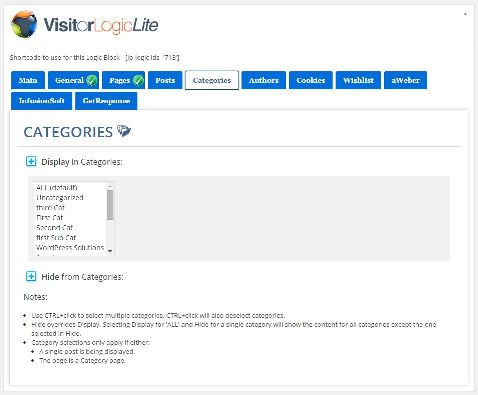 VisitorLogicLite
Shortcode to use for this Logic Block [lp-logic ids "713"]
Main General Pages Posts Categories Authors Cookies Wishlist aWeber
InfusionSoft GetResponse
CATEGORIES
Display In Categories:
ALL (default)
Uncategorized
third Cat
First Cat
Second Cat
first Sub Cat
WordPress Solutions
Hide from Categories:
Notes:
Use CTRL+click to select multiple categories. CTRL+click will also deselect categories.
Hide overrides Display. Selecting Display for 'ALL' and Hide for a single category will show the content for all categories except the one
selected in Hide.
Category selections only apply if either:
A single post is being displayed.
The page is a Category page.